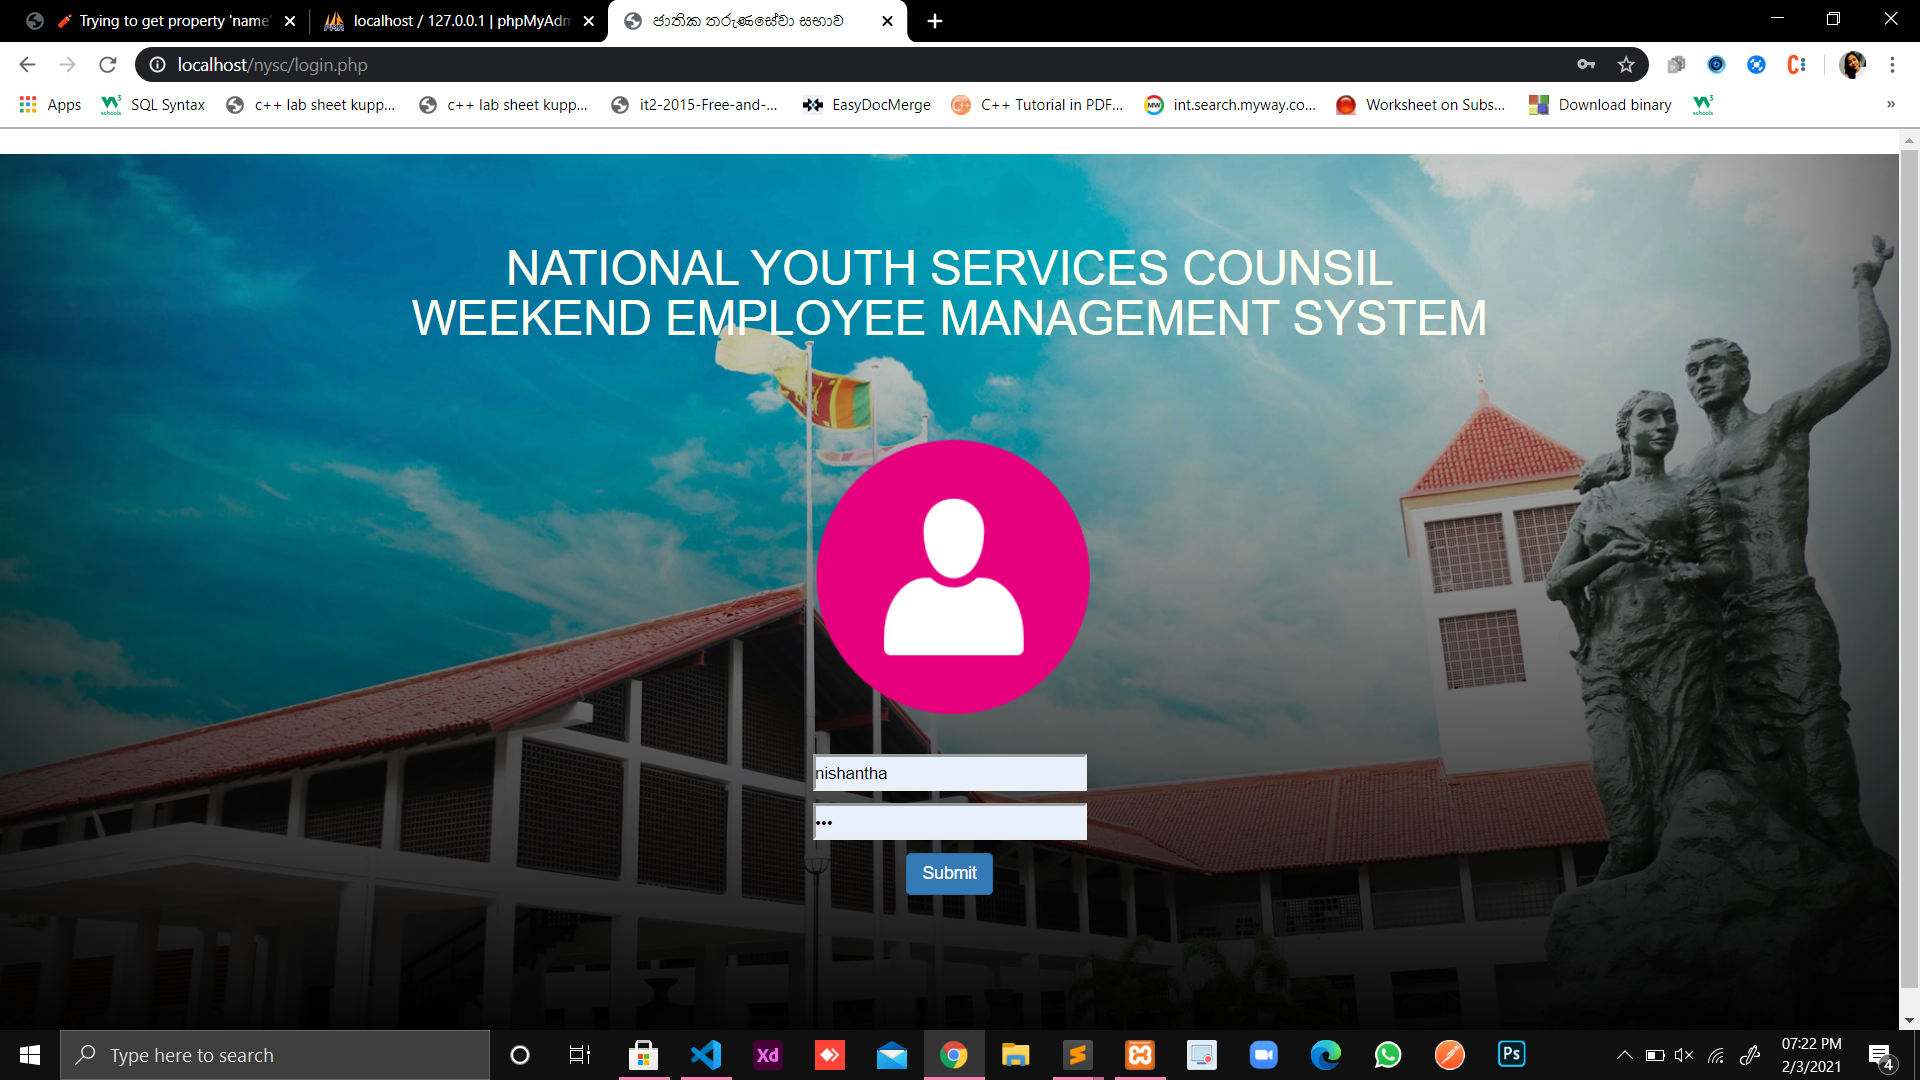 Trying to get property 'name'
localhost / 127.0.0.1 | phpMyAdm
ජාතික තරුණසේවා සභාව
localhost/nysc/login.php
Apps
SQL Syntax
c++ lab sheet kupp...
c++ lab sheet kupp...
it2-2015-Free-and-...
EasyDocMerge
C++ Tutorial in PDF...
int.search.myway.co...
Worksheet on Subs...
Download binary
»
NATIONAL YOUTH SERVICES COUNSIL
WEEKEND EMPLOYEE MANAGEMENT SYSTEM
nishantha
•••
Submit
Type here to search
Xd
Ps
07:22 PM
2/3/2021
4